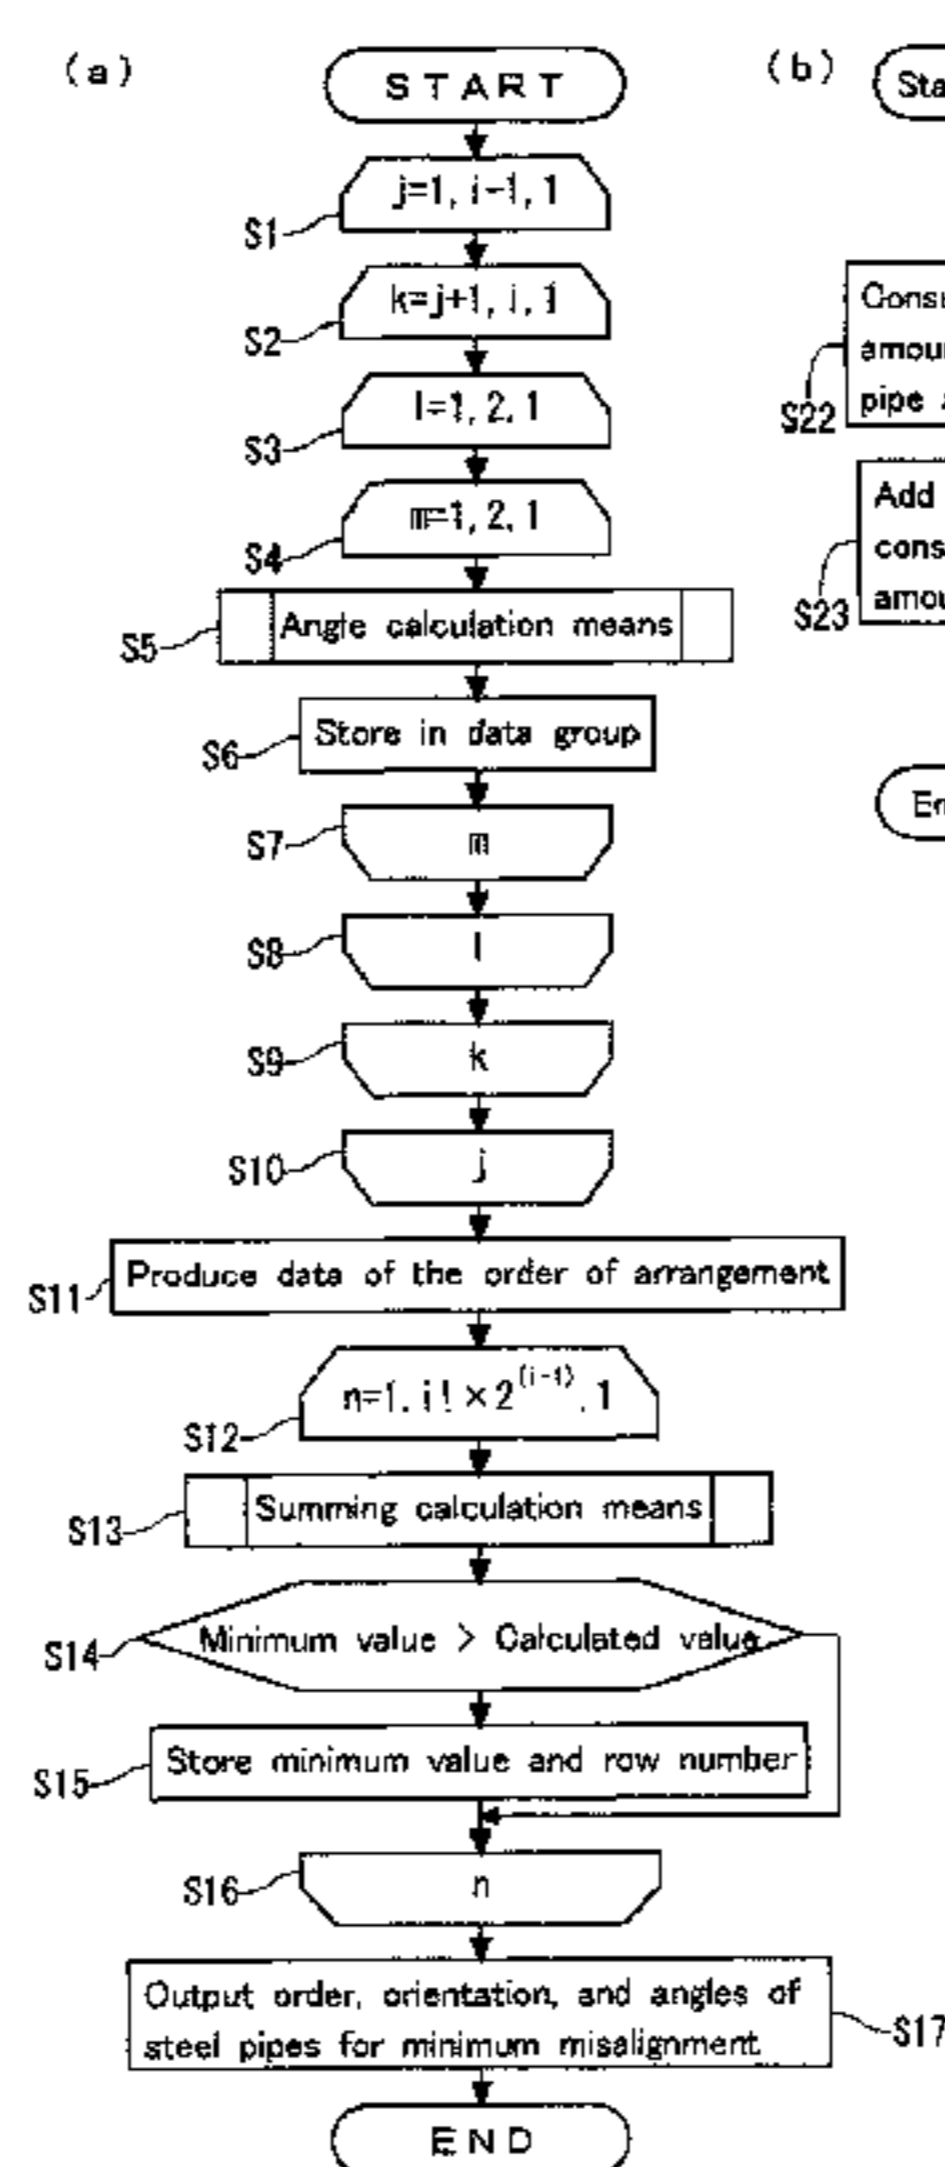 (a)
START
j=1, i-1, 1
S1
k=j+1, i, 1
S2
l=1, 2, 1
S3
m=1, 2, 1
S4
Angle calculation means
S5
Store in data group
S6
m
S7
l
S8
k
S9
j
S10
Produce data of the order of arrangement
S11
n=1, i!×2^(i-1), 1
S12
Summing calculation means
S13
Minimum value > Calculated value
S14
Store minimum value and row number
S15
n
S16
Output order, orientation, and angles of
steel pipes for minimum misalignment
S17
END
(b)
S22
pipe
Add
S23